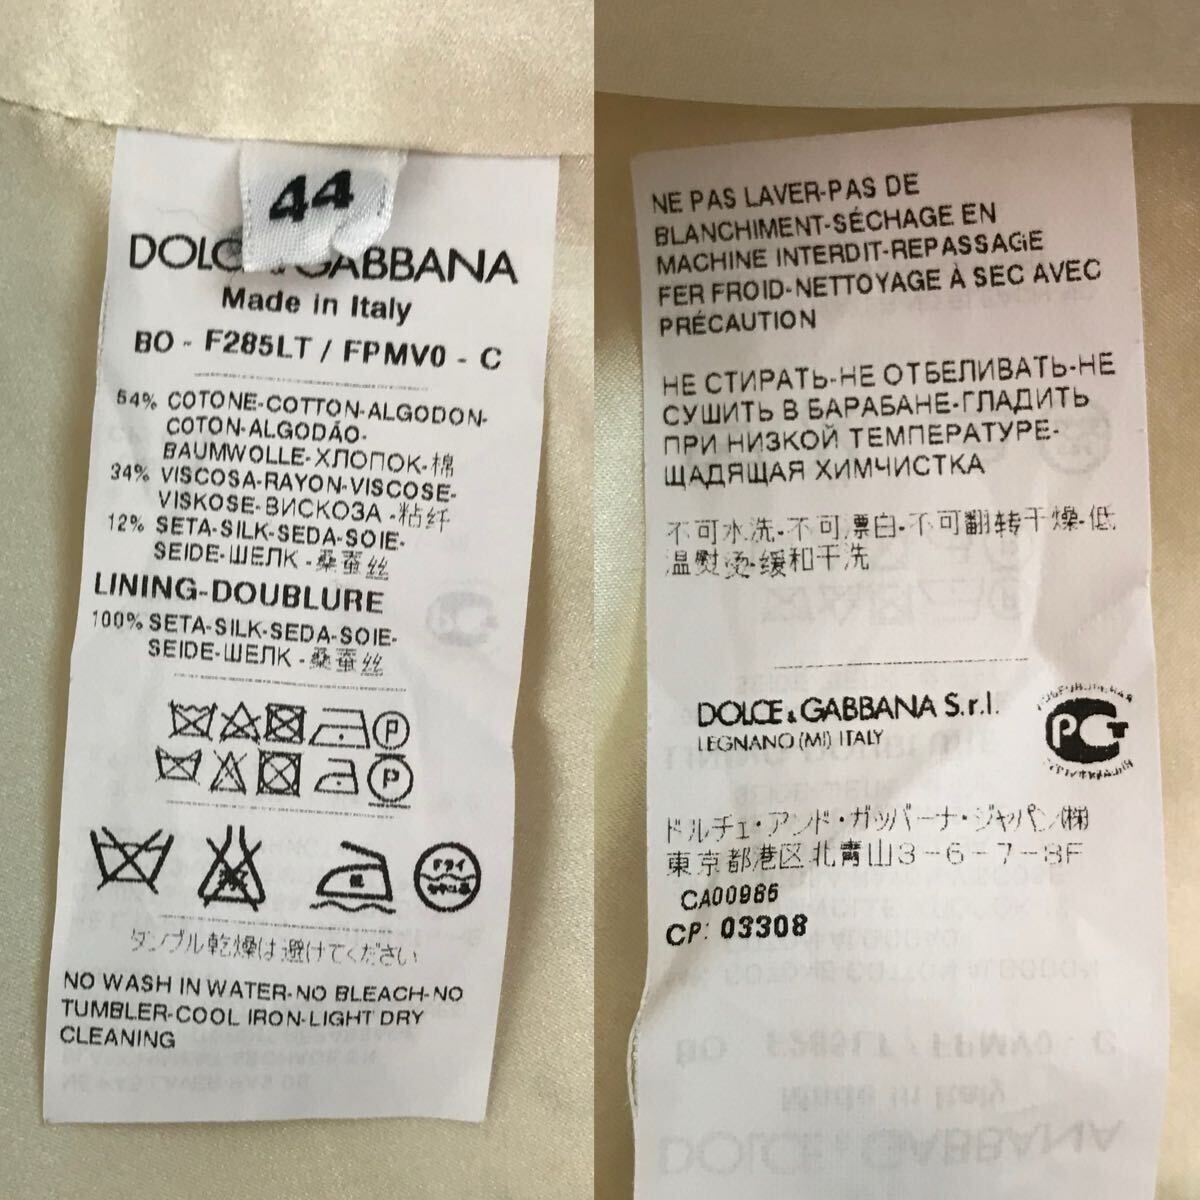 44
DOLCE & GABBANA
Made in Italy
BO - F285LT / FPMV0 - C
54% COTONE-COTTON-ALGODON-
COTON-ALGODÃO-
BAUMWOLLE-ХЛОПОК-棉
34% VISCOSA-RAYON-VISCOSE-
VISKOSE-ВИСКОЗА -粘纤
12% SETA-SILK-SEDA-SOIE-
SEIDE-ШЕЛК -桑蚕丝
LINING-DOUBLURE
100% SETA-SILK-SEDA-SOIE-
SEIDE-ШЕЛК -桑蚕丝
P
P
低 ドライ
タンブル乾燥は避けてください
NO WASH IN WATER-NO BLEACH-NO
TUMBLER-COOL IRON-LIGHT DRY
CLEANING
NE PAS LAVER-PAS DE
BLANCHIMENT-SÉCHAGE EN
MACHINE INTERDIT-REPASSAGE
FER FROID-NETTOYAGE À SEC AVEC
PRÉCAUTION
НЕ СТИРАТЬ-НЕ ОТБЕЛИВАТЬ-НЕ
СУШИТЬ В БАРАБАНЕ-ГЛАДИТЬ
ПРИ НИЗКОЙ ТЕМПЕРАТУРЕ-
ЩАДЯЩАЯ ХИМЧИСТКА
不可水洗-不可漂白-不可翻转干燥-低
温熨烫-缓和干洗
DOLCE & GABBANA S.r.l.
LEGNANO (MI) ITALY
РСТ
ドルチェ・アンド・ガッバーナ・ジャパン(株)
東京都港区北青山3-6-7-8F
CA00986
CP: 03308